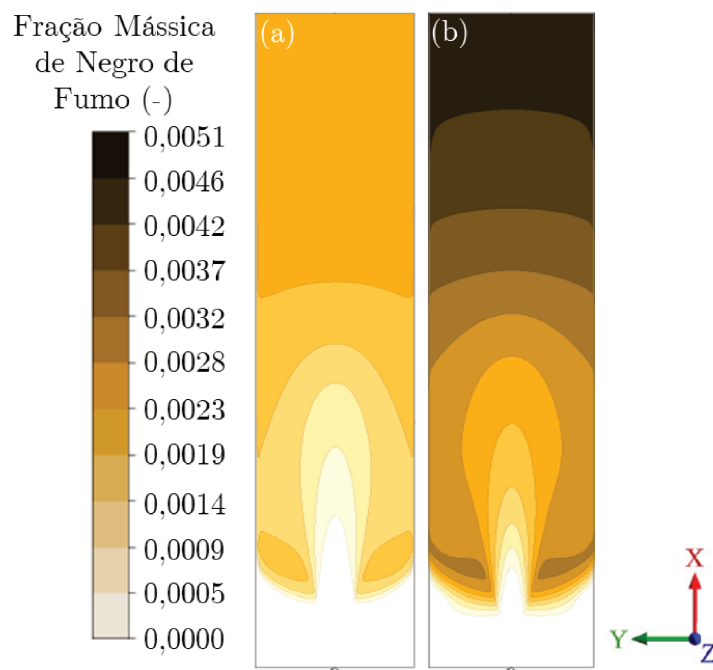 Fração Mássica
de Negro de
Fumo (-)
(a)
(b)
0,0051
0,0046
0,0042
0,0037
0,0032
0,0028
0,0023
0,0019
0,0014
0,0009
0,0005
0,0000
X
Y
Z